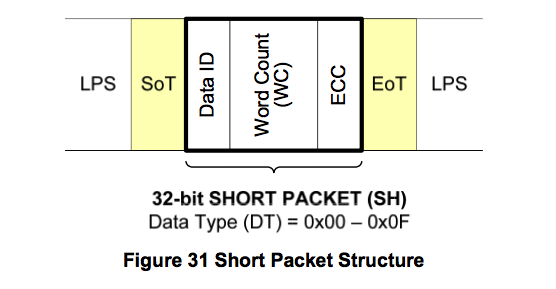 LPS SoT Data ID Word Count (WC) ECC EoT LPS
32-bit SHORT PACKET (SH)
Data Type (DT) = 0x00 – 0x0F
Figure 31 Short Packet Structure